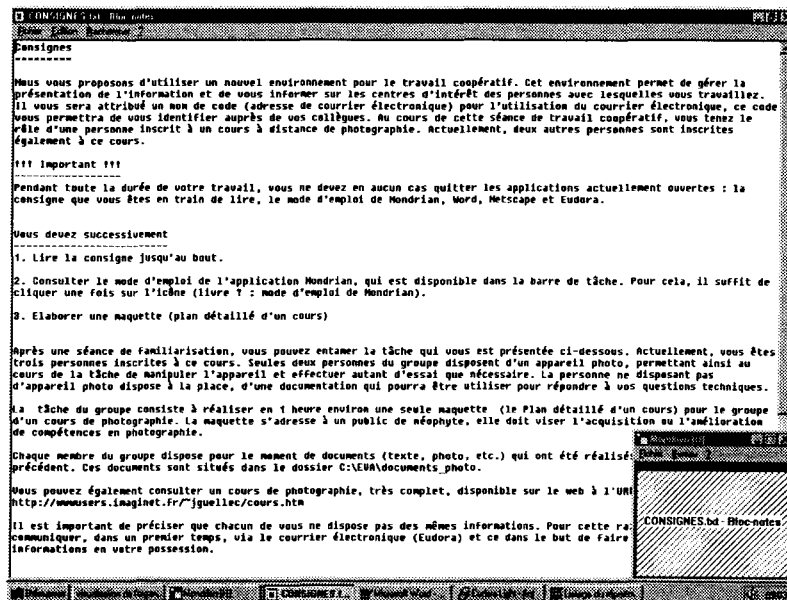 CONSIGNES.txt - Bloc-notes
Fichier Edition Rechercher ?
Consignes
---------
Nous vous proposons d'utiliser un nouvel environnement pour le travail coopératif. Cet environnement permet de gérer la
présentation de l'information et de vous informer sur les centres d'intérêt des personnes avec lesquelles vous travaillez.
Il vous sera attribué un nom de code (adresse de courrier électronique) pour l'utilisation du courrier électronique, ce code
vous permettra de vous identifier auprès de vos collègues. Au cours de cette séance de travail coopératif, vous tenez le
rôle d'une personne inscrit à un cours à distance de photographie. Actuellement, deux autres personnes sont inscrites
également à ce cours.
!!! Important !!!
-----------------
Pendant toute la durée de votre travail, vous ne devez en aucun cas quitter les applications actuellement ouvertes : la
consigne que vous êtes en train de lire, le mode d'emploi de Mondrian, Word, Netscape et Eudora.
Vous devez successivement
-------------------------
1. Lire la consigne jusqu'au bout.
2. Consulter le mode d'emploi de l'application Mondrian, qui est disponible dans la barre de tâche. Pour cela, il suffit de
cliquer une fois sur l'icône (livre ? : mode d'emploi de Mondrian).
3. Elaborer une maquette (plan détaillé d'un cours)
Après une séance de familiarisation, vous pouvez entamer la tâche qui vous est présentée ci-dessous. Actuellement, vous êtes
trois personnes inscrites à ce cours. Seules deux personnes du groupe disposent d'un appareil photo, permettant ainsi au
cours de la tâche de manipuler l'appareil et effectuer autant d'essai que nécessaire. La personne ne disposant pas
d'appareil photo dispose à la place, d'une documentation qui pourra être utiliser pour répondre à vos questions techniques.
La tâche du groupe consiste à réaliser en 1 heure environ une seule maquette (le Plan détaillé d'un cours) pour le groupe
d'un cours de photographie. La maquette s'adresse à un public de néophyte, elle doit viser l'acquisition ou l'amélioration
de compétences en photographie.
Chaque membre du groupe dispose pour le moment de documents (texte, photo, etc.) qui ont été réalisés
précédent. Ces documents sont situés dans le dossier C:\EVA\documents_photo.
Vous pouvez également consulter un cours de photographie, très complet, disponible sur le web à l'UR
http://wwwusers.imaginet.fr/~jguellec/cours.htm
Il est important de préciser que chacun de vous ne dispose pas des mêmes informations. Pour cette ra
communiquer, dans un premier temps, via le courrier électronique (Eudora) et ce dans le but de faire
informations en votre possession.
CONSIGNES.txt - Bloc-notes
CONSIGNES.t... Microsoft Word